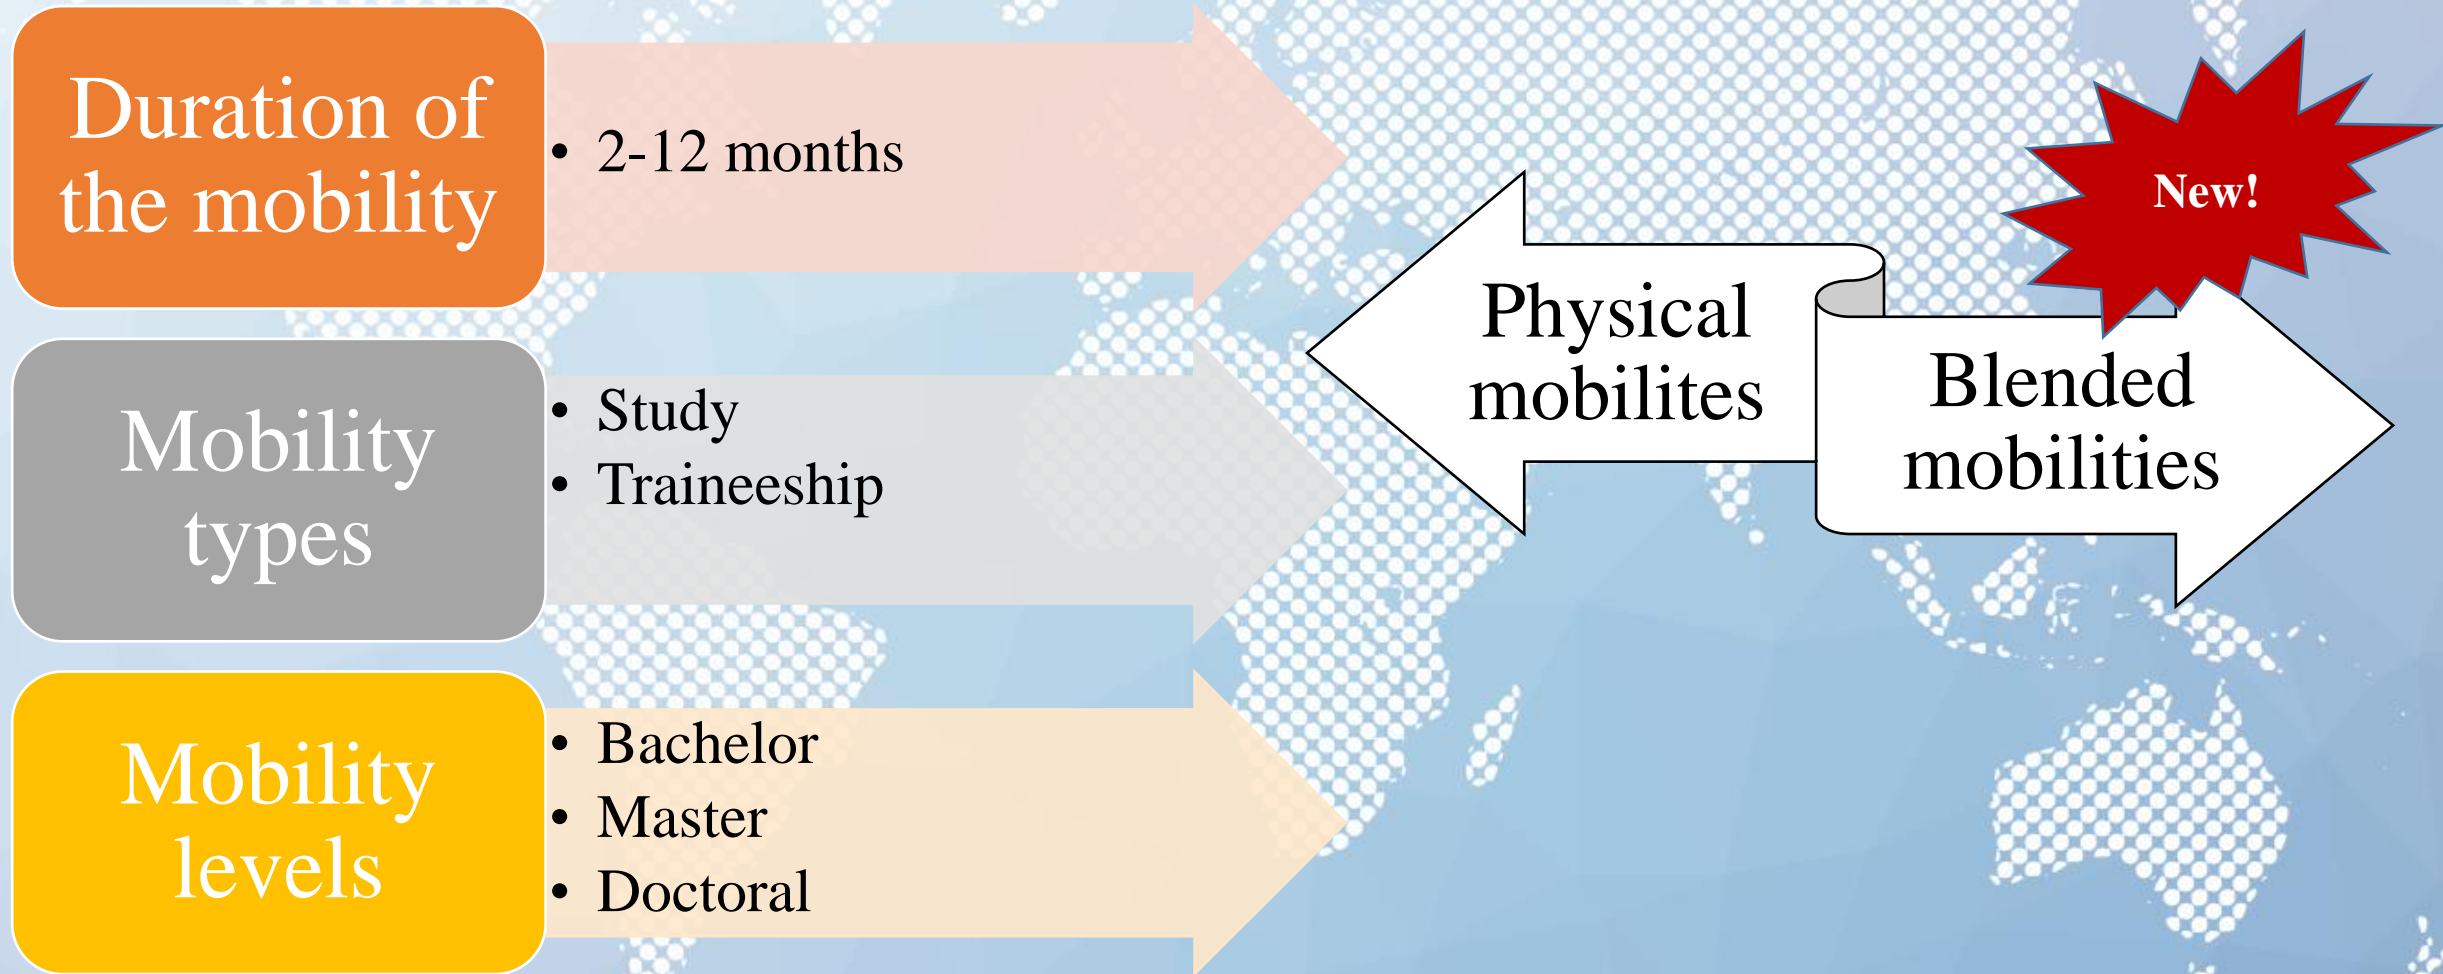 Duration of
the mobility
• 2-12 months
Mobility
types
• Study
• Traineeship
Mobility
levels
• Bachelor
• Master
• Doctoral
Physical
mobilites
Blended
mobilities
New!